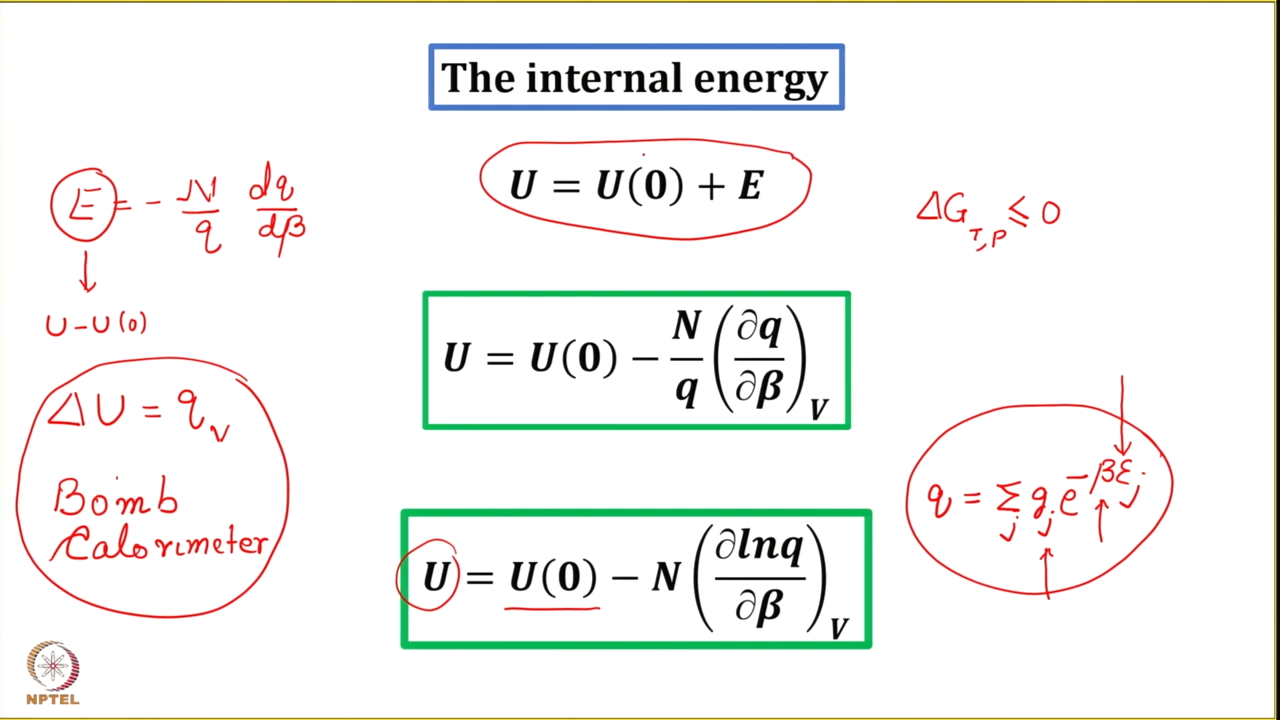 The internal energy
U = U(0) + E
E = - N/q dq/dβ
↓
U - U(0)
ΔG_T,P ≤ 0
U = U(0) − N/q (∂q/∂β)_V
ΔU = q_v
Bomb
Calorimeter
q = Σ_j g_j e^−βε_j
U = U(0) − N (∂lnq/∂β)_V
NPTEL